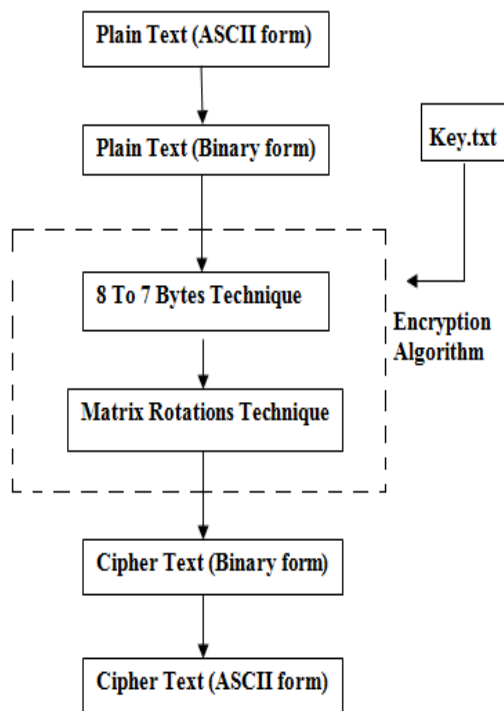 Plain Text (ASCII form)
Plain Text (Binary form)
Key.txt
8 To 7 Bytes Technique
Encryption
Algorithm
Matrix Rotations Technique
Cipher Text (Binary form)
Cipher Text (ASCII form)